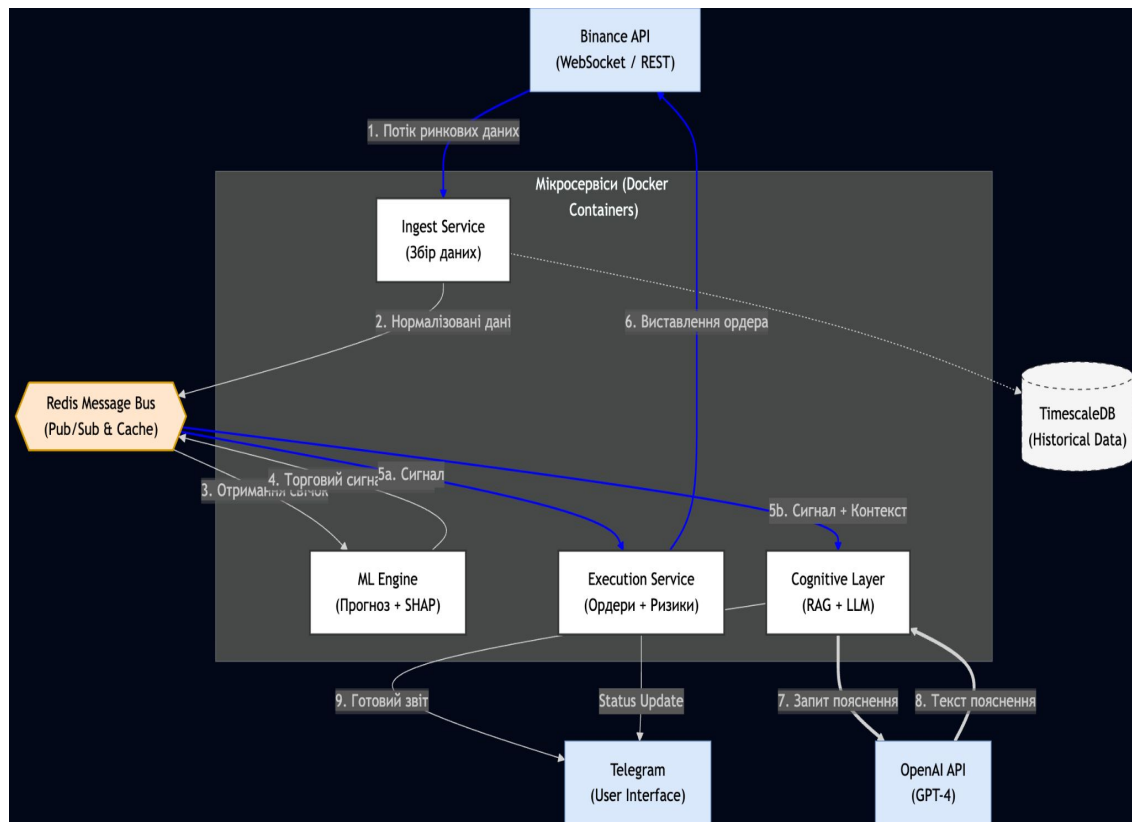 Binance API
(WebSocket / REST)
1. Потік ринкових даних
Мікросервіси (Docker
Containers)
Ingest Service
(Збір даних)
2. Нормалізовані дані
6. Виставлення ордера
Redis Message Bus
(Pub/Sub & Cache)
TimescaleDB
(Historical Data)
4. Торговий
5a. Сигнал
3. Отримання
5b. Сигнал + Контекст
ML Engine
(Прогноз + SHAP)
Execution Service
(Ордери + Ризики)
Cognitive Layer
(RAG + LLM)
9. Готовий звіт
Status Update
7. Запит пояснення
8. Текст пояснення
Telegram
(User Interface)
OpenAI API
(GPT-4)